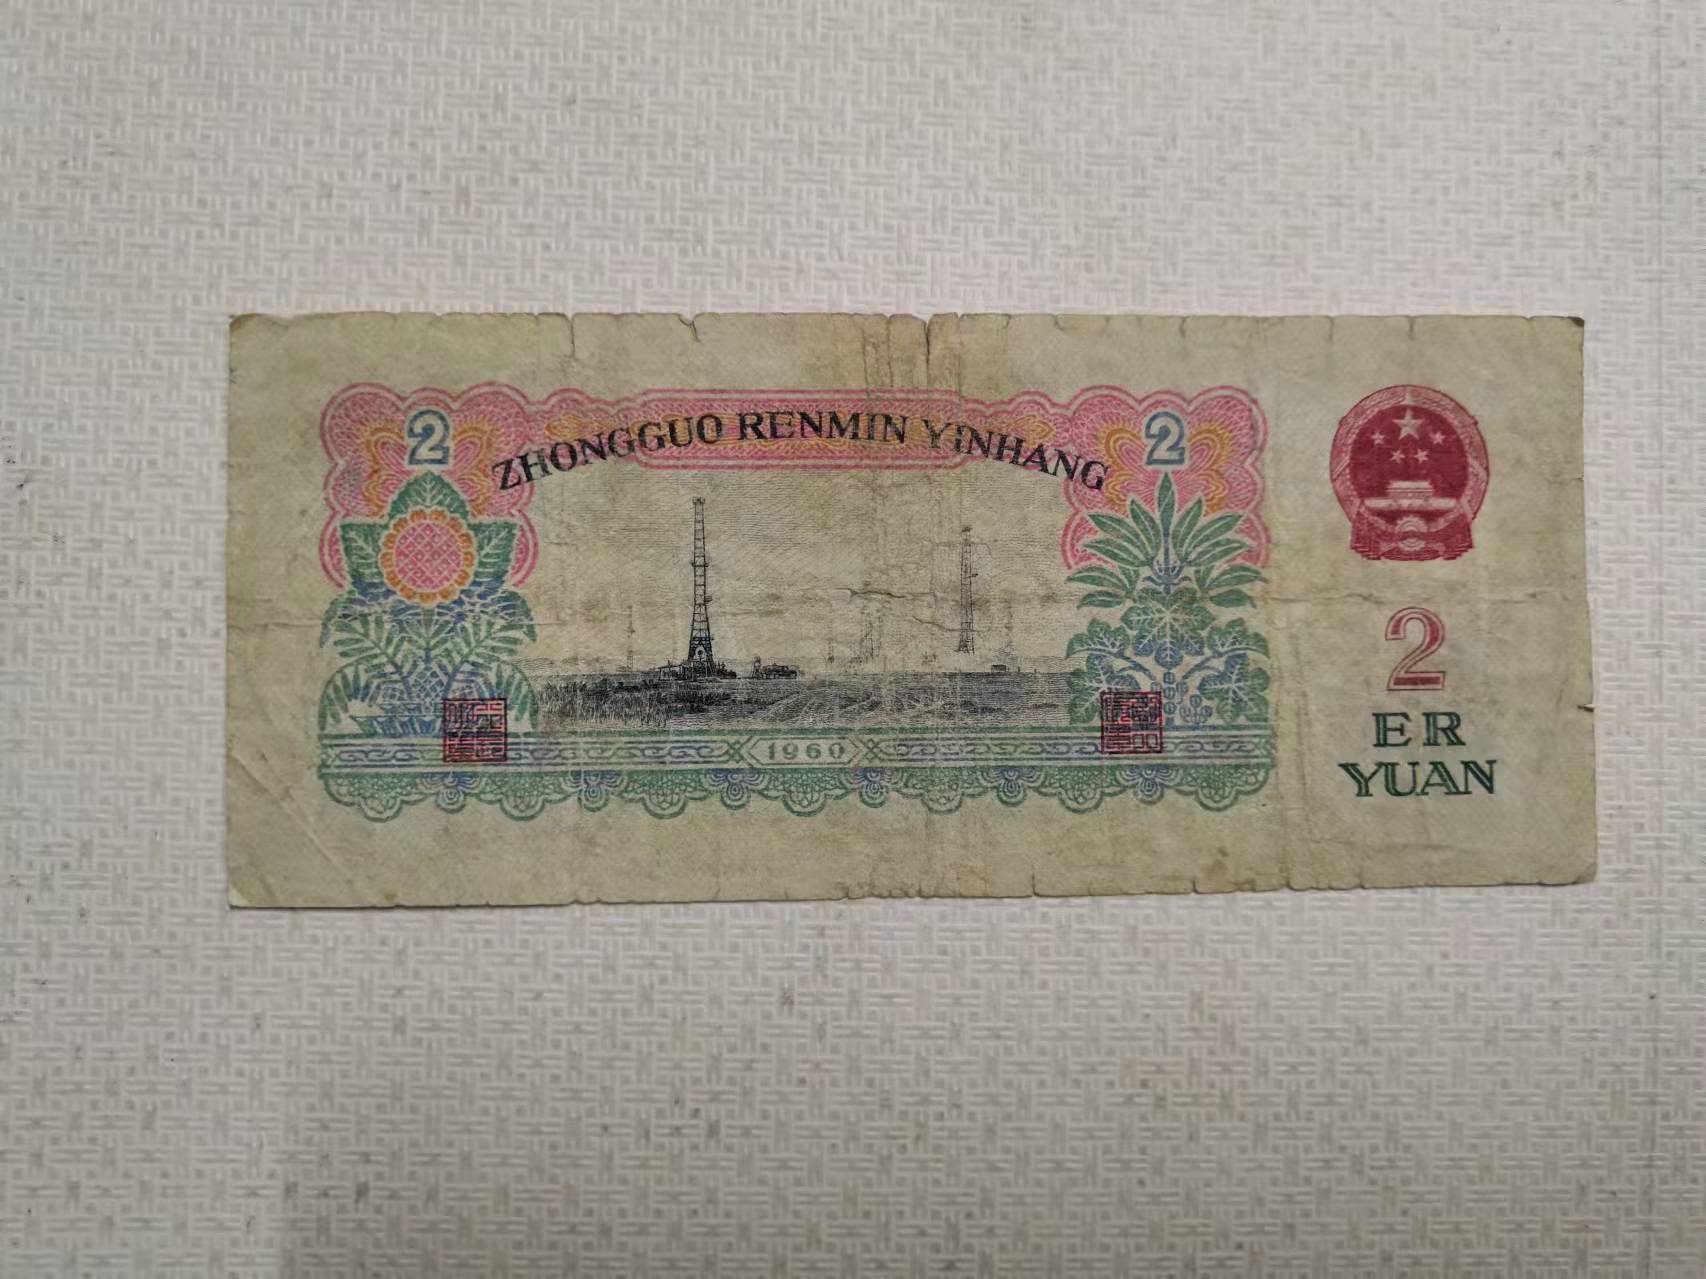 2 2
ZHONGGUO RENMIN YINHANG
1960
2
ER
YUAN